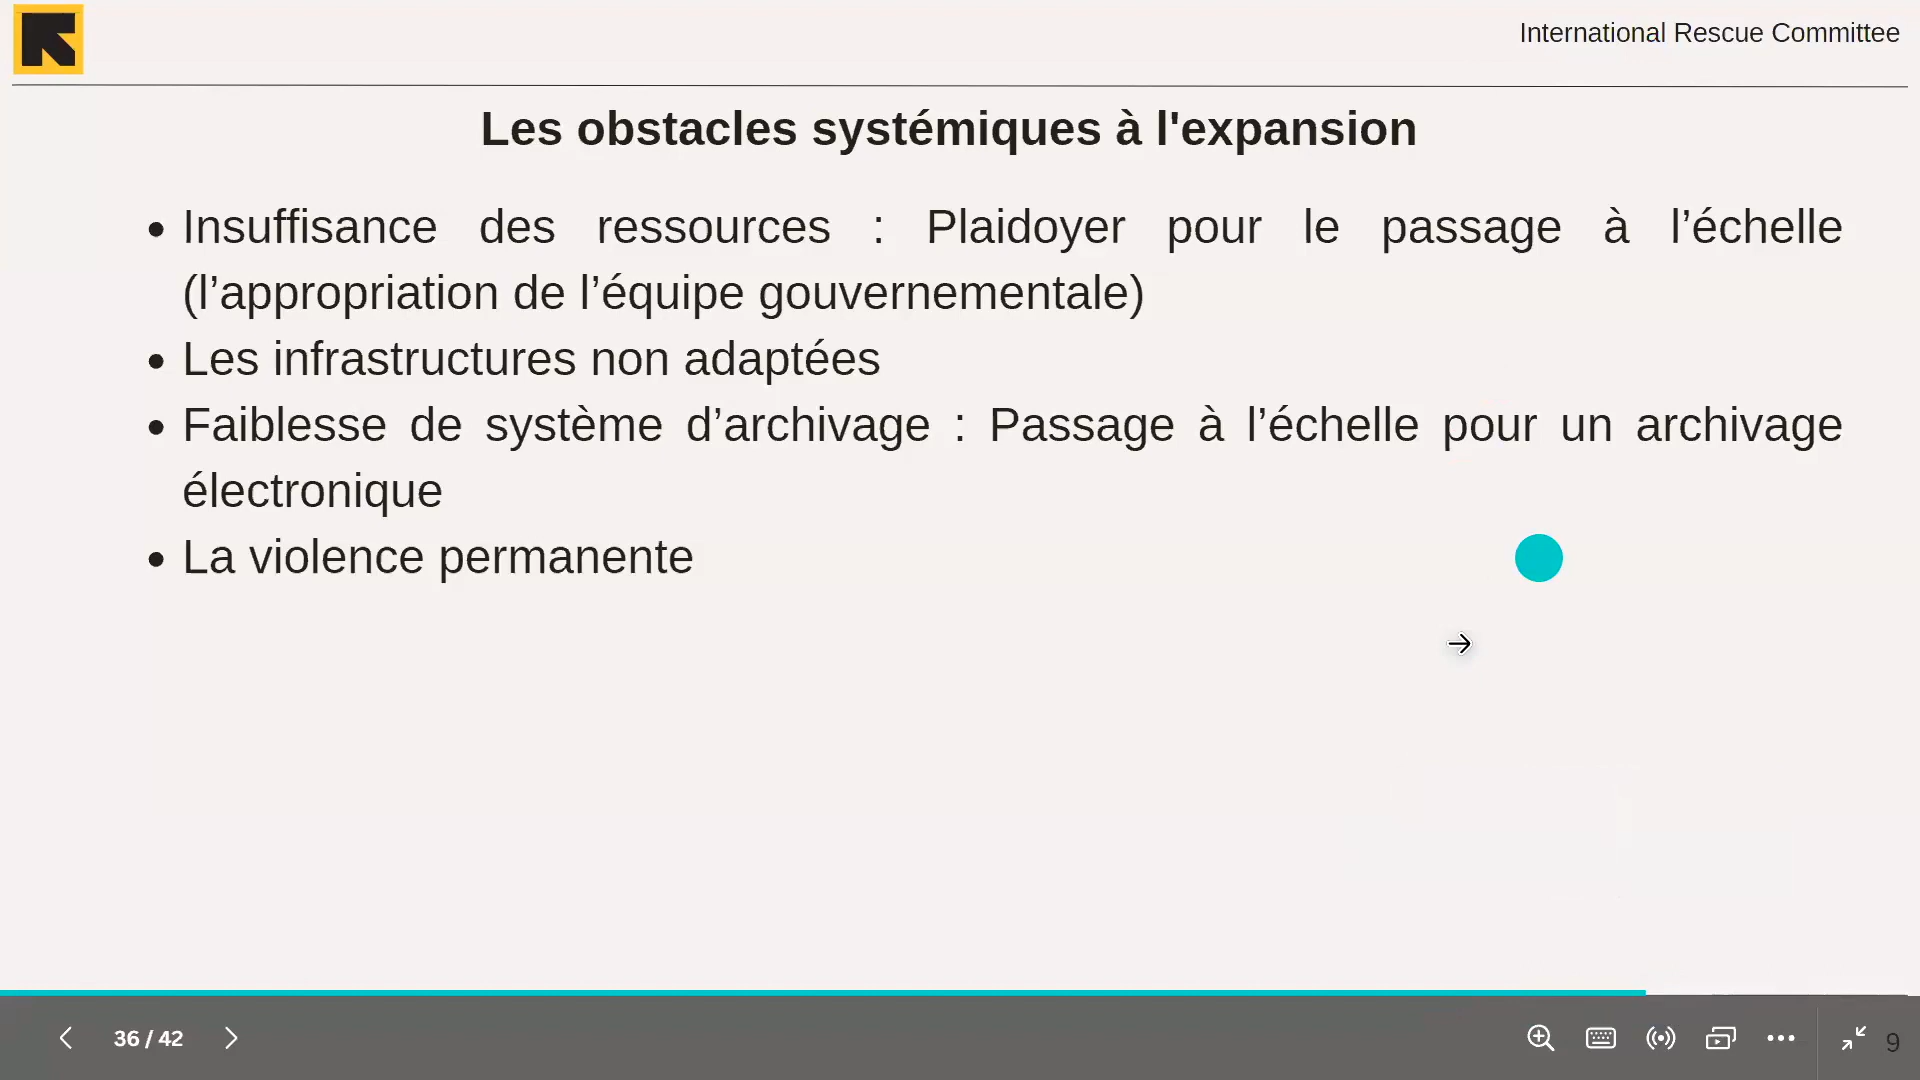 International Rescue Committee
Les obstacles systémiques à l'expansion
• Insuffisance des ressources : Plaidoyer pour le passage à l’échelle
(l’appropriation de l’équipe gouvernementale)
• Les infrastructures non adaptées
• Faiblesse de système d’archivage : Passage à l’échelle pour un archivage
électronique
• La violence permanente
36 / 42
9